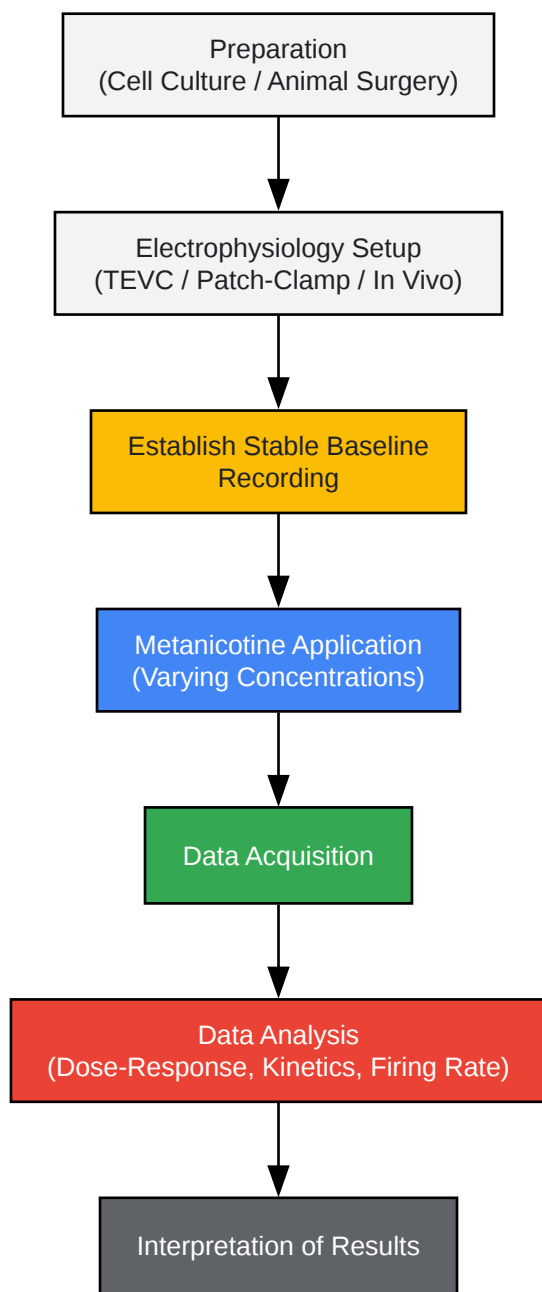 Preparation
(Cell Culture / Animal Surgery)
Electrophysiology Setup
(TEVC / Patch-Clamp / In Vivo)
Establish Stable Baseline
Recording
Metanicotine Application
(Varying Concentrations)
Data Acquisition
Data Analysis
(Dose-Response, Kinetics, Firing Rate)
Interpretation of Results